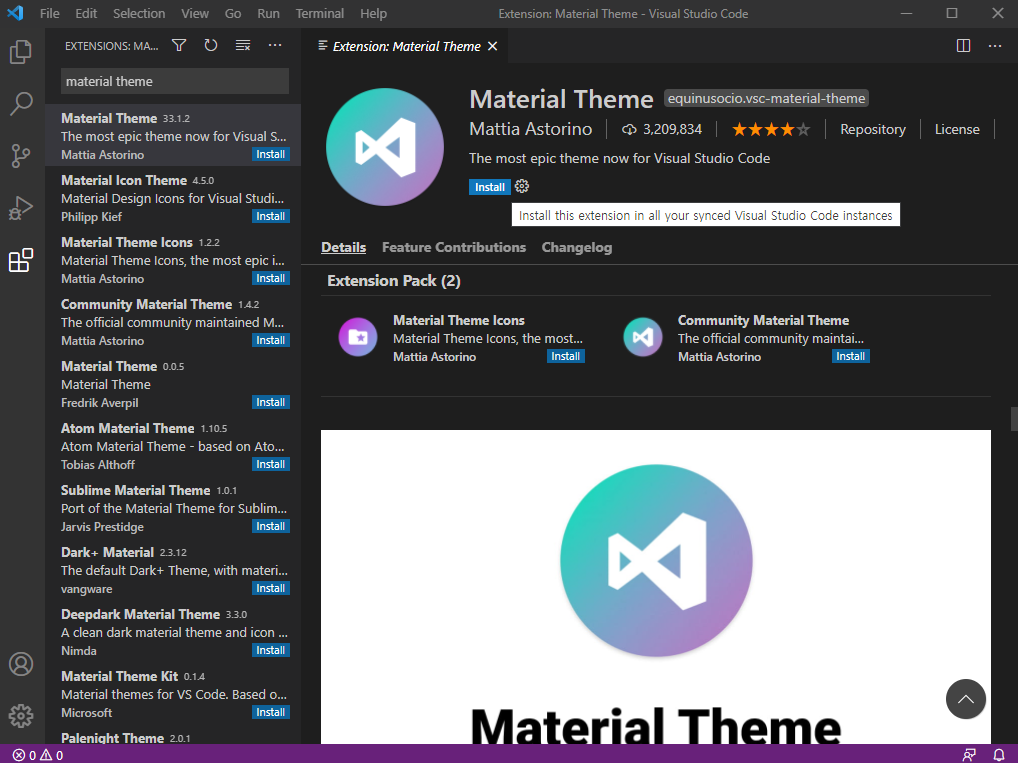 File Edit Selection View Go Run Terminal Help Extension: Material Theme - Visual Studio Code
EXTENSIONS: MA...
material theme
Material Theme 33.1.2
The most epic theme now for Visual S...
Mattia Astorino Install
Material Icon Theme 4.5.0
Material Design Icons for Visual Studi...
Philipp Kief Install
Material Theme Icons 1.2.2
Material Theme Icons, the most epic i...
Mattia Astorino Install
Community Material Theme 1.4.2
The official community maintained M...
Mattia Astorino Install
Material Theme 0.0.5
Material Theme
Fredrik Averpil Install
Atom Material Theme 1.10.5
Atom Material Theme - based on Ato...
Tobias Althoff Install
Sublime Material Theme 1.0.1
Port of the Material Theme for Sublim...
Jarvis Prestidge Install
Dark+ Material 2.3.12
The default Dark+ Theme, with materi...
vangware Install
Deepdark Material Theme 3.3.0
A clean dark material theme and icon ...
Nimda Install
Material Theme Kit 0.1.4
Material themes for VS Code. Based o...
Microsoft Install
Palenight Theme 2.0.1
Extension: Material Theme
Material Theme equinusocio.vsc-material-theme
Mattia Astorino 3,209,834 Repository License
The most epic theme now for Visual Studio Code
Install
Install this extension in all your synced Visual Studio Code instances
Details Feature Contributions Changelog
Extension Pack (2)
Material Theme Icons
Material Theme Icons, the most...
Mattia Astorino Install
Community Material Theme
The official community maintai...
Mattia Astorino Install
Material Theme
0 0